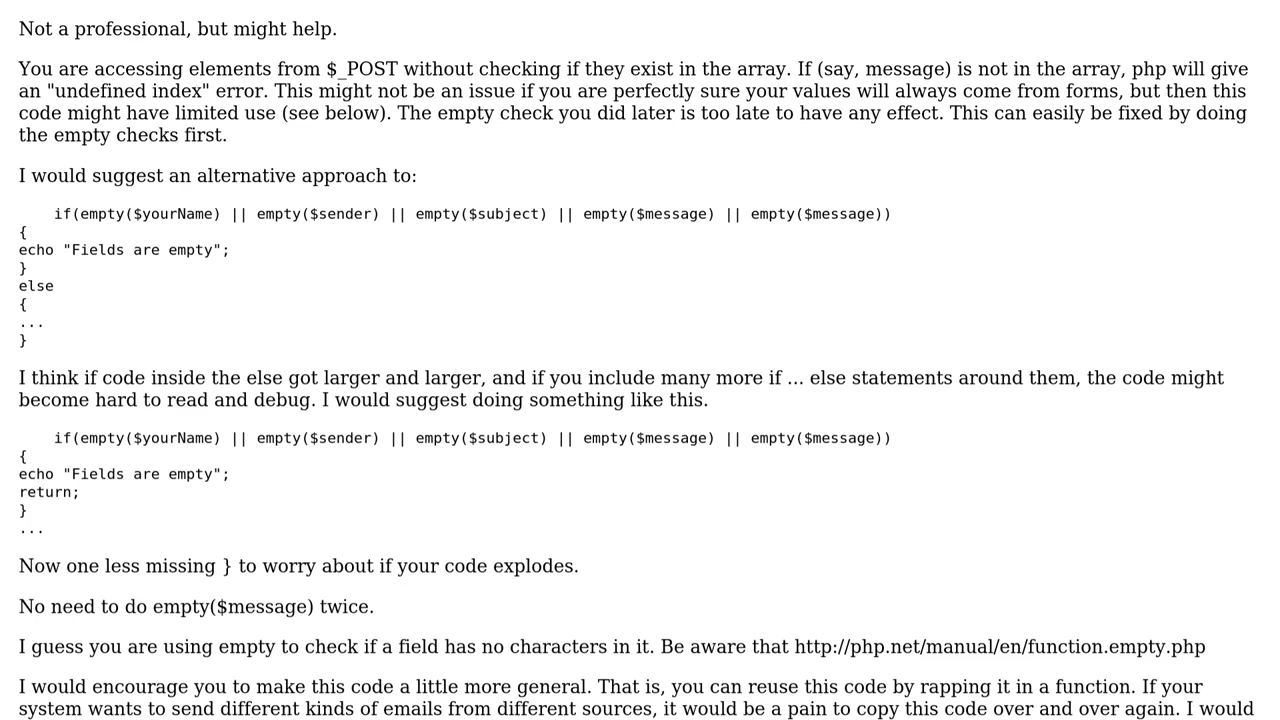 Not a professional, but might help.
You are accessing elements from $_POST without checking if they exist in the array. If (say, message) is not in the array, php will give
an "undefined index" error. This might not be an issue if you are perfectly sure your values will always come from forms, but then this
code might have limited use (see below). The empty check you did later is too late to have any effect. This can easily be fixed by doing
the empty checks first.
I would suggest an alternative approach to:
    if(empty($yourName) || empty($sender) || empty($subject) || empty($message) || empty($message))
{
echo "Fields are empty";
}
else
{
...
}
I think if code inside the else got larger and larger, and if you include many more if ... else statements around them, the code might
become hard to read and debug. I would suggest doing something like this.
    if(empty($yourName) || empty($sender) || empty($subject) || empty($message) || empty($message))
{
echo "Fields are empty";
return;
}
...
Now one less missing } to worry about if your code explodes.
No need to do empty($message) twice.
I guess you are using empty to check if a field has no characters in it. Be aware that http://php.net/manual/en/function.empty.php
I would encourage you to make this code a little more general. That is, you can reuse this code by rapping it in a function. If your
system wants to send different kinds of emails from different sources, it would be a pain to copy this code over and over again. I would